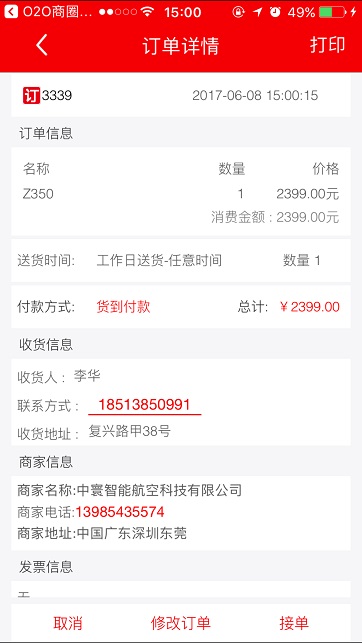 O2O商圈... 15:00 49%
订单详情 打印
订 3339 2017-06-08 15:00:15
订单信息
名称 数量 价格
Z350 1 2399.00元
消费金额 : 2399.00元
送货时间: 工作日送货-任意时间 数量 1
付款方式: 货到付款 总计: ￥2399.00
收货信息
收货人 : 李华
联系方式 : 18513850991
收货地址 : 复兴路甲38号
商家信息
商家名称:中寰智能航空科技有限公司
商家电话:13985435574
商家地址:中国广东深圳东莞
发票信息
取消 修改订单 接单